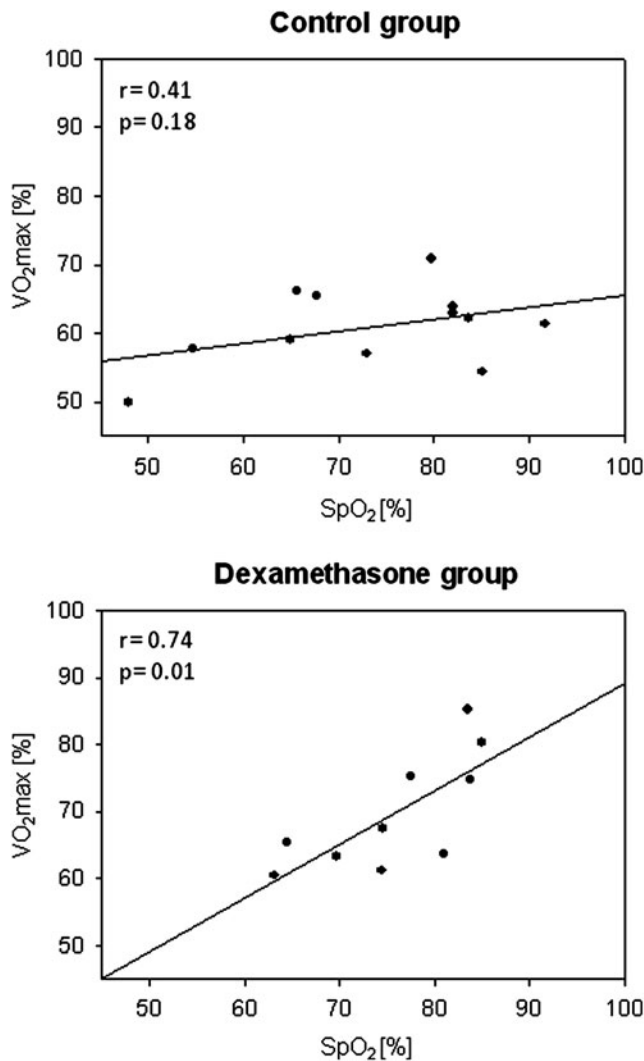 Control group
r= 0.41
p= 0.18
100
90
80
70
60
50
VO₂max [%]
50 60 70 80 90 100
SpO₂ [%]
Dexamethasone group
r= 0.74
p= 0.01
100
90
80
70
60
50
VO₂max [%]
50 60 70 80 90 100
SpO₂ [%]